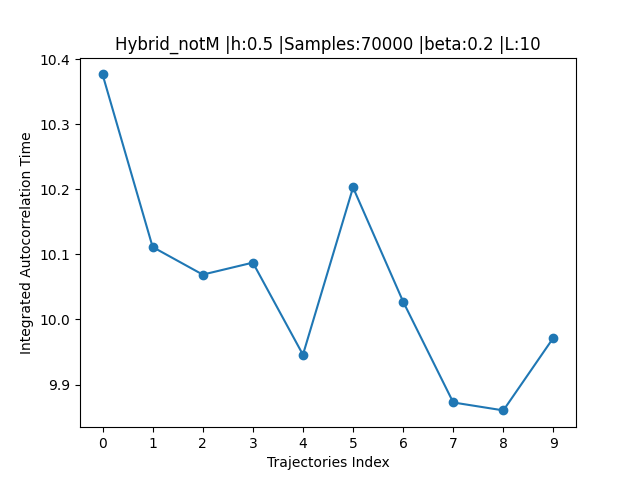 Hybrid_notM |h:0.5 |Samples:70000 |beta:0.2 |L:10
Integrated Autocorrelation Time
10.4
10.3
10.2
10.1
10.0
9.9
0 1 2 3 4 5 6 7 8 9
Trajectories Index